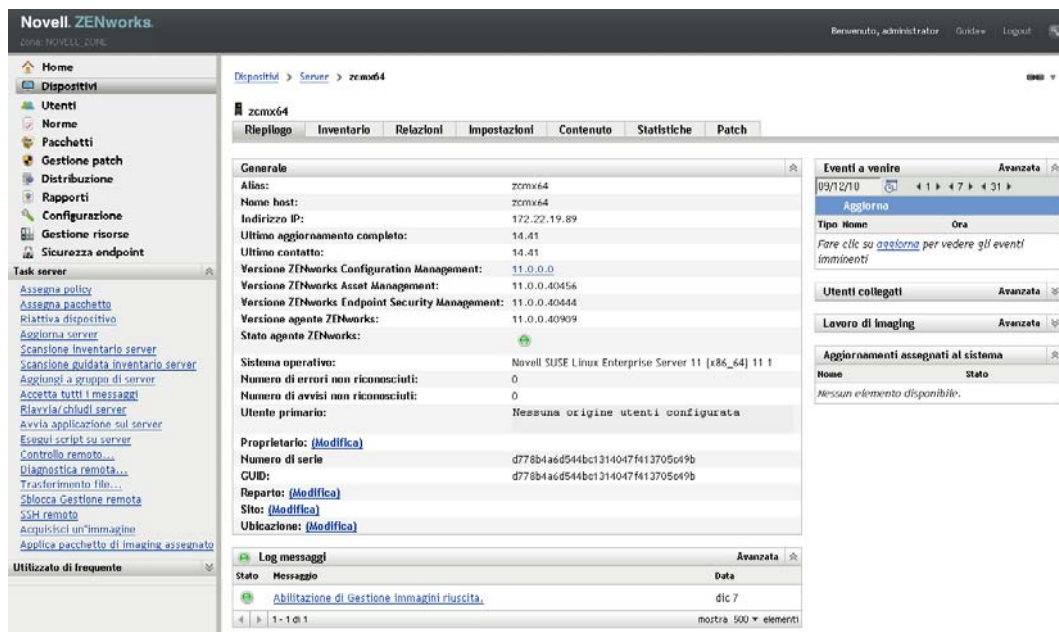 Novell ZENworks.
Zona: NOVELL_ZONE
Benvenuto, administrator Guida Logout
Home
Dispositivi
Utenti
Norme
Pacchetti
Gestione patch
Distribuzione
Rapporti
Configurazione
Gestione risorse
Sicurezza endpoint
Task server
Assegna policy
Assegna pacchetto
Riattiva dispositivo
Aggiorna server
Scansione inventario server
Scansione guidata inventario server
Aggiungi a gruppo di server
Accetta tutti i messaggi
Riavvia/chiudi server
Avvia applicazione sul server
Esegui script su server
Controllo remoto...
Diagnostica remota...
Trasferimento file...
Sblocca Gestione remota
SSH remoto
Acquisisci un"immagine
Applica pacchetto di imaging assegnato
Utilizzato di frequente
Dispositivi > Server > zcmx64
zcmx64
Riepilogo Inventario Relazioni Impostazioni Contenuto Statistiche Patch
Generale
Alias: zcmx64
Nome host: zcmx64
Indirizzo IP: 172.22.19.89
Ultimo aggiornamento completo: 14.41
Ultimo contatto: 14.41
Versione ZENworks Configuration Management: 11.0.0.0
Versione ZENworks Asset Management: 11.0.0.40456
Versione ZENworks Endpoint Security Management: 11.0.0.40444
Versione agente ZENworks: 11.0.0.40909
Stato agente ZENworks:
Sistema operativo: Novell SUSE Linux Enterprise Server 11 (x86_64) 11 1
Numero di errori non riconosciuti: 0
Numero di avvisi non riconosciuti: 0
Utente primario: Nessuna origine utenti configurata
Proprietario: (Modifica)
Numero di serie d778b4a6d544bc1314047f413705c49b
GUID: d778b4a6d544bc1314047f413705c49b
Reparto: (Modifica)
Sito: (Modifica)
Ubicazione: (Modifica)
Log messaggi Avanzata
Stato Messaggio Data
Abilitazione di Gestione immagini riuscita. dic 7
1 - 1 di 1 mostra 500 elementi
Eventi a venire Avanzata
09/12/10 1 7 31
Aggiorna
Tipo Nome Ora
Fare clic su aggiorna per vedere gli eventi
imminenti
Utenti collegati Avanzata
Lavoro di imaging Avanzata
Aggiornamenti assegnati al sistema
Nome Stato
Nessun elemento disponibile.